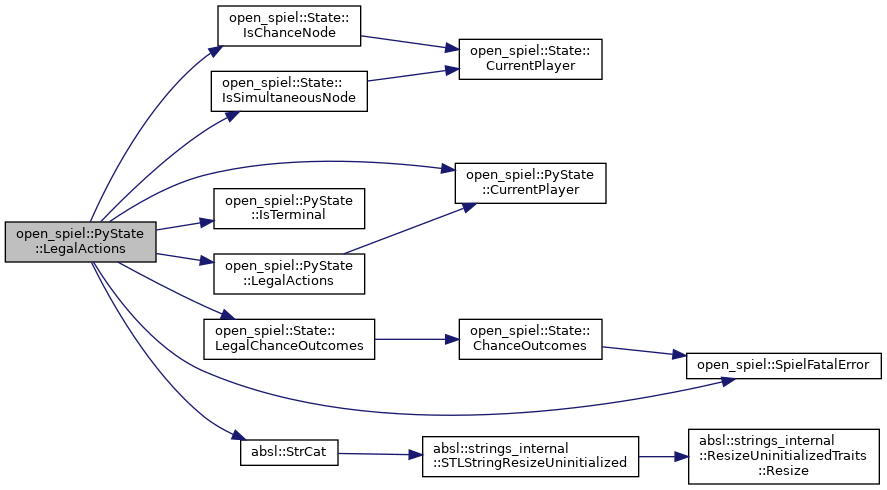 open_spiel::PyState
::LegalActions
open_spiel::State::
IsChanceNode
open_spiel::State::
IsSimultaneousNode
open_spiel::State::
CurrentPlayer
open_spiel::PyState
::CurrentPlayer
open_spiel::PyState
::IsTerminal
open_spiel::PyState
::LegalActions
open_spiel::State::
LegalChanceOutcomes
open_spiel::State::
ChanceOutcomes
open_spiel::SpielFatalError
absl::StrCat
absl::strings_internal
::STLStringResizeUninitialized
absl::strings_internal
::ResizeUninitializedTraits
::Resize